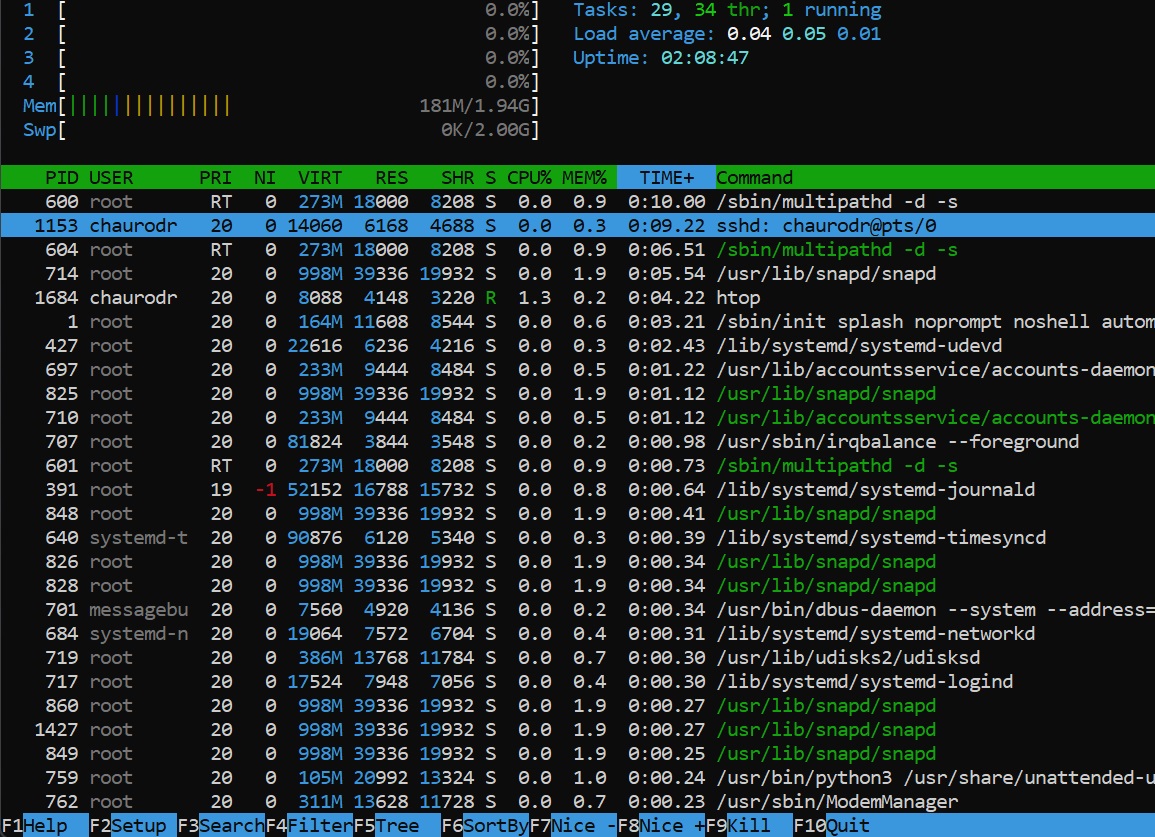 1 [ 0.0%] Tasks: 29, 34 thr; 1 running
2 [ 0.0%] Load average: 0.04 0.05 0.01
3 [ 0.0%] Uptime: 02:08:47
4 [ 0.0%]
Mem[||||||||||||||| 181M/1.94G]
Swp[ 0K/2.00G]
PID USER PRI NI VIRT RES SHR S CPU% MEM% TIME+ Command
600 root RT 0 273M 18000 8208 S 0.0 0.9 0:10.00 /sbin/multipathd -d -s
1153 chaurodr 20 0 14060 6168 4688 S 0.0 0.3 0:09.22 sshd: chaurodr@pts/0
604 root RT 0 273M 18000 8208 S 0.0 0.9 0:06.51 /sbin/multipathd -d -s
714 root 20 0 998M 39336 19932 S 0.0 1.9 0:05.54 /usr/lib/snapd/snapd
1684 chaurodr 20 0 8088 4148 3220 R 1.3 0.2 0:04.22 htop
1 root 20 0 164M 11608 8544 S 0.0 0.6 0:03.21 /sbin/init splash noprompt noshell autom
427 root 20 0 22616 6236 4216 S 0.0 0.3 0:02.43 /lib/systemd/systemd-udevd
697 root 20 0 233M 9444 8484 S 0.0 0.5 0:01.22 /usr/lib/accountsservice/accounts-daemon
825 root 20 0 998M 39336 19932 S 0.0 1.9 0:01.12 /usr/lib/snapd/snapd
710 root 20 0 233M 9444 8484 S 0.0 0.5 0:01.12 /usr/lib/accountsservice/accounts-daemon
707 root 20 0 81824 3844 3548 S 0.0 0.2 0:00.98 /usr/sbin/irqbalance --foreground
601 root RT 0 273M 18000 8208 S 0.0 0.9 0:00.73 /sbin/multipathd -d -s
391 root 19 -1 52152 16788 15732 S 0.0 0.8 0:00.64 /lib/systemd/systemd-journald
848 root 20 0 998M 39336 19932 S 0.0 1.9 0:00.41 /usr/lib/snapd/snapd
640 systemd-t 20 0 90876 6120 5340 S 0.0 0.3 0:00.39 /lib/systemd/systemd-timesyncd
826 root 20 0 998M 39336 19932 S 0.0 1.9 0:00.34 /usr/lib/snapd/snapd
828 root 20 0 998M 39336 19932 S 0.0 1.9 0:00.34 /usr/lib/snapd/snapd
701 messagebu 20 0 7560 4920 4136 S 0.0 0.2 0:00.34 /usr/bin/dbus-daemon --system --address=
684 systemd-n 20 0 19064 7572 6704 S 0.0 0.4 0:00.31 /lib/systemd/systemd-networkd
719 root 20 0 386M 13768 11784 S 0.0 0.7 0:00.30 /usr/lib/udisks2/udisksd
717 root 20 0 17524 7948 7056 S 0.0 0.4 0:00.30 /lib/systemd/systemd-logind
860 root 20 0 998M 39336 19932 S 0.0 1.9 0:00.27 /usr/lib/snapd/snapd
1427 root 20 0 998M 39336 19932 S 0.0 1.9 0:00.27 /usr/lib/snapd/snapd
849 root 20 0 998M 39336 19932 S 0.0 1.9 0:00.25 /usr/lib/snapd/snapd
759 root 20 0 105M 20992 13324 S 0.0 1.0 0:00.24 /usr/bin/python3 /usr/share/unattended-u
762 root 20 0 311M 13628 11728 S 0.0 0.7 0:00.23 /usr/sbin/ModemManager
F1Help F2Setup F3SearchF4FilterF5Tree F6SortByF7Nice -F8Nice +F9Kill F10Quit